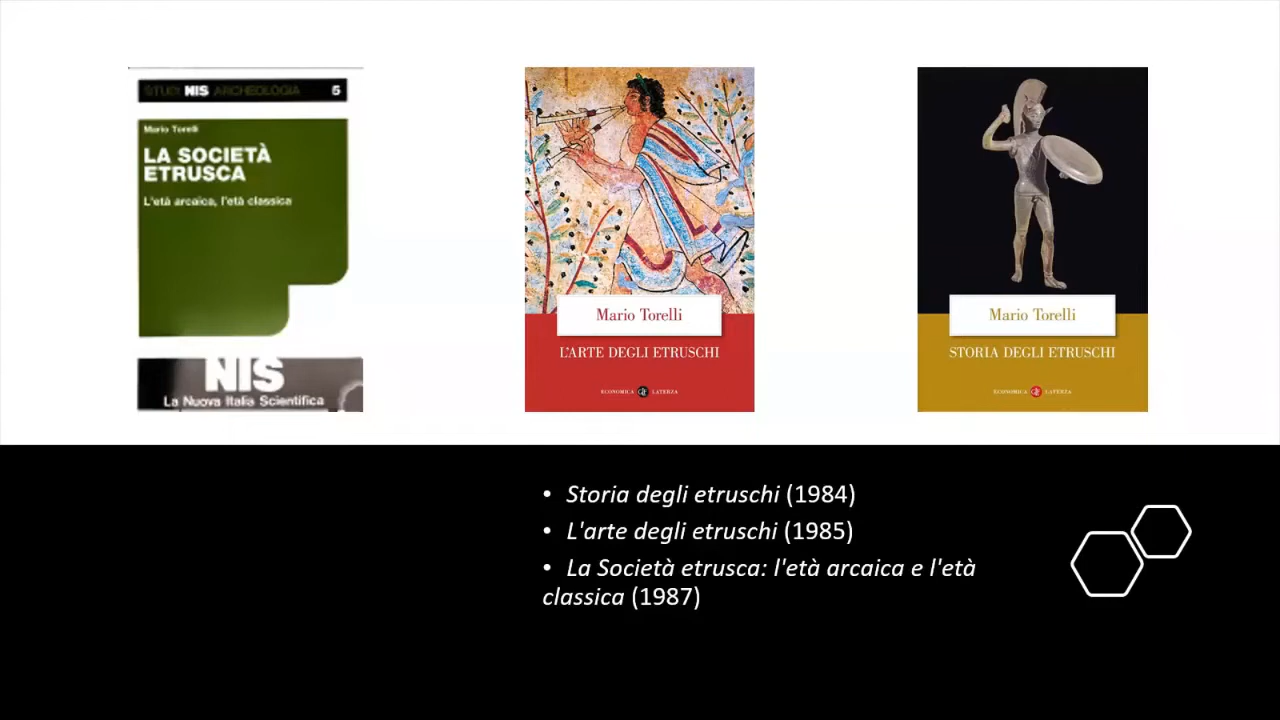 STUDI NIS ARCHEOLOGIA 5
Mario Torelli
LA SOCIETÀ
ETRUSCA
L'età arcaica, l'età classica
NIS
La Nuova Italia Scientifica
Mario Torelli
L'ARTE DEGLI ETRUSCHI
ECONOMICA LATERZA
Mario Torelli
STORIA DEGLI ETRUSCHI
ECONOMICA LATERZA
• Storia degli etruschi (1984)
• L'arte degli etruschi (1985)
• La Società etrusca: l'età arcaica e l'età
classica (1987)